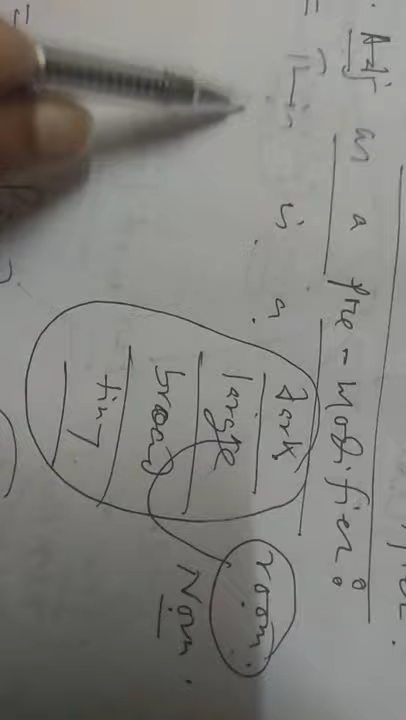 Adj as a pre-modifier:
= This is a dark room.
large Noun.
broad
tiny